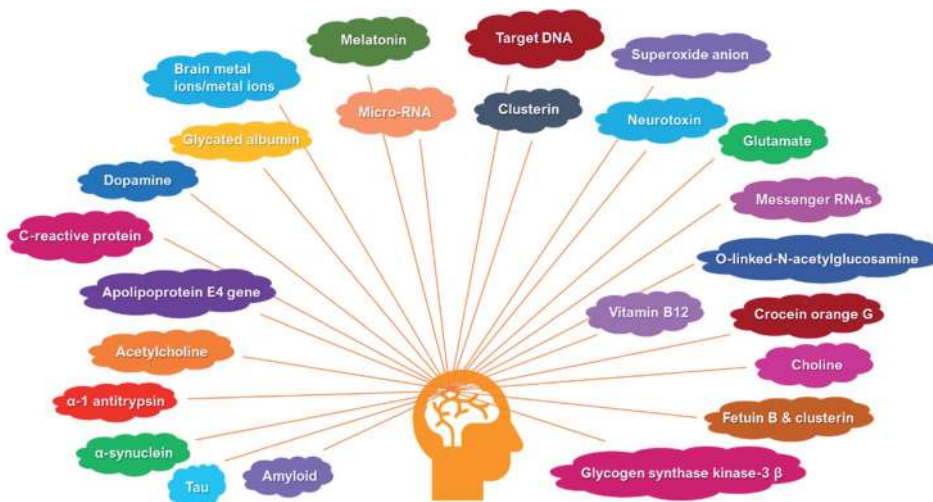 Melatonin
Target DNA
Superoxide anion
Brain metal
ions/metal ions
Micro-RNA
Clusterin
Neurotoxin
Glycated albumin
Glutamate
Dopamine
Messenger RNAs
C-reactive protein
O-linked-N-acetylglucosamine
Apolipoprotein E4 gene
Vitamin B12
Crocein orange G
Acetylcholine
Choline
α-1 antitrypsin
Fetuin B & clusterin
α-synuclein
Tau
Amyloid
Glycogen synthase kinase-3 β